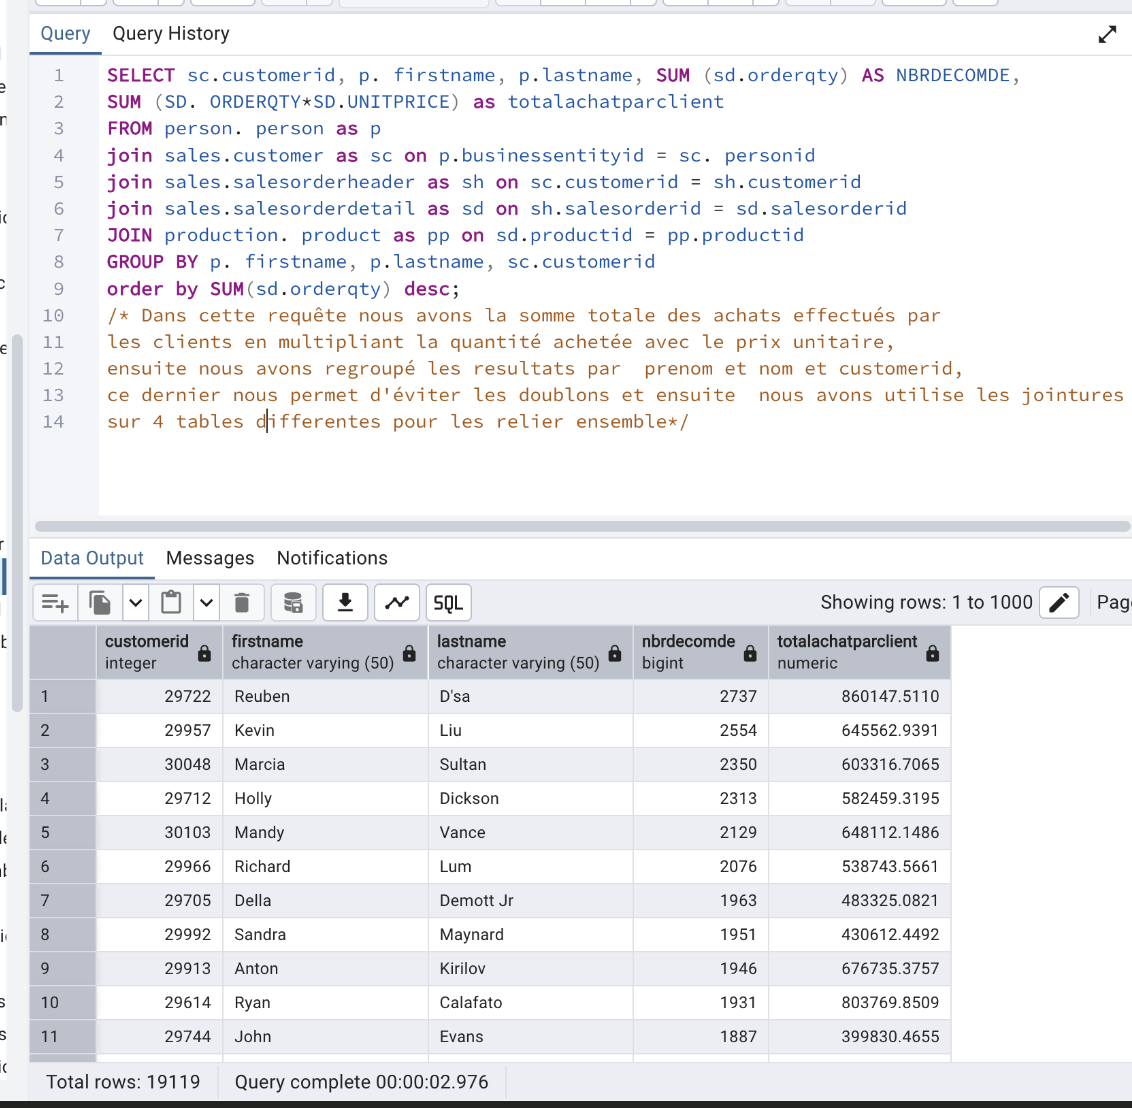 Query Query History
1 SELECT sc.customerid, p. firstname, p.lastname, SUM (sd.orderqty) AS NBRDECOMDE,
2 SUM (SD. ORDERQTY*SD.UNITPRICE) as totalachatparclient
3 FROM person. person as p
4 join sales.customer as sc on p.businessentityid = sc. personid
5 join sales.salesorderheader as sh on sc.customerid = sh.customerid
6 join sales.salesorderdetail as sd on sh.salesorderid = sd.salesorderid
7 JOIN production. product as pp on sd.productid = pp.productid
8 GROUP BY p. firstname, p.lastname, sc.customerid
9 order by SUM(sd.orderqty) desc;
10 /* Dans cette requête nous avons la somme totale des achats effectués par
11 les clients en multipliant la quantité achetée avec le prix unitaire,
12 ensuite nous avons regroupé les resultats par  prenom et nom et customerid,
13 ce dernier nous permet d'éviter les doublons et ensuite  nous avons utilise les jointures
14 sur 4 tables differentes pour les relier ensemble*/
Data Output Messages Notifications
SQL Showing rows: 1 to 1000
customerid firstname lastname nbrdecomde totalachatparclient
integer character varying (50) character varying (50) bigint numeric
1 29722 Reuben D'sa 2737 860147.5110
2 29957 Kevin Liu 2554 645562.9391
3 30048 Marcia Sultan 2350 603316.7065
4 29712 Holly Dickson 2313 582459.3195
5 30103 Mandy Vance 2129 648112.1486
6 29966 Richard Lum 2076 538743.5661
7 29705 Della Demott Jr 1963 483325.0821
8 29992 Sandra Maynard 1951 430612.4492
9 29913 Anton Kirilov 1946 676735.3757
10 29614 Ryan Calafato 1931 803769.8509
11 29744 John Evans 1887 399830.4655
Total rows: 19119 Query complete 00:00:02.976